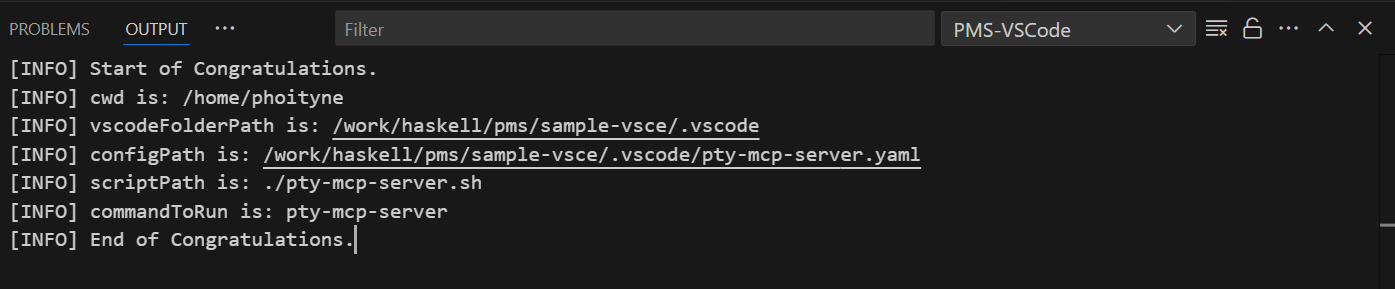 PROBLEMS OUTPUT ··· Filter PMS-VSCode ···
[INFO] Start of Congratulations.
[INFO] cwd is: /home/phoityne
[INFO] vscodeFolderPath is: /work/haskell/pms/sample-vsce/.vscode
[INFO] configPath is: /work/haskell/pms/sample-vsce/.vscode/pty-mcp-server.yaml
[INFO] scriptPath is: ./pty-mcp-server.sh
[INFO] commandToRun is: pty-mcp-server
[INFO] End of Congratulations.